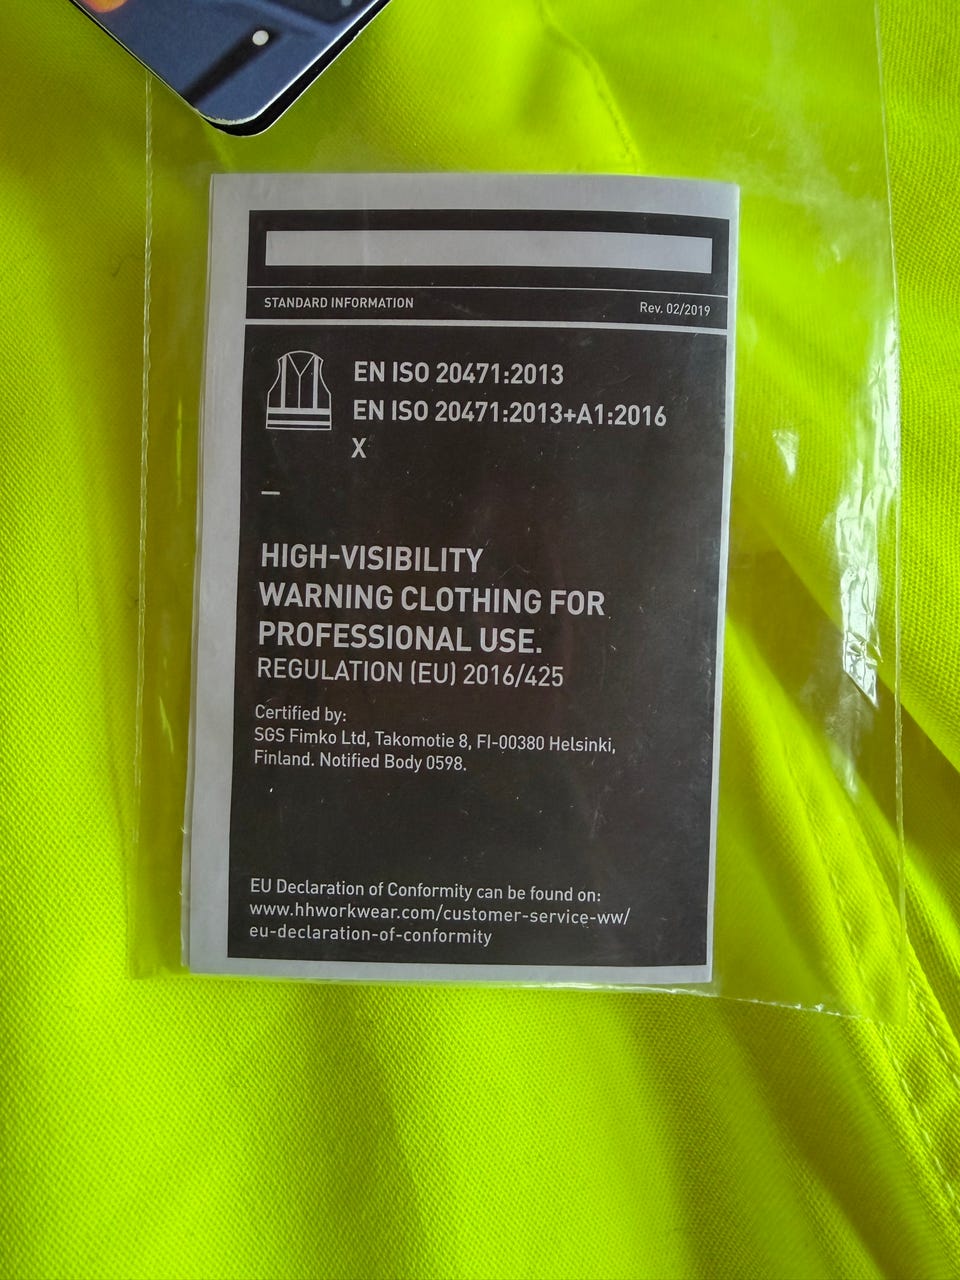 STANDARD INFORMATION
Rev. 02/2019
EN ISO 20471:2013
EN ISO 20471:2013+A1:2016
X
–
HIGH-VISIBILITY
WARNING CLOTHING FOR
PROFESSIONAL USE.
REGULATION (EU) 2016/425
Certified by:
SGS Fimko Ltd, Takomotie 8, FI-00380 Helsinki,
Finland. Notified Body 0598.
EU Declaration of Conformity can be found on:
www.hhworkwear.com/customer-service-ww/
eu-declaration-of-conformity